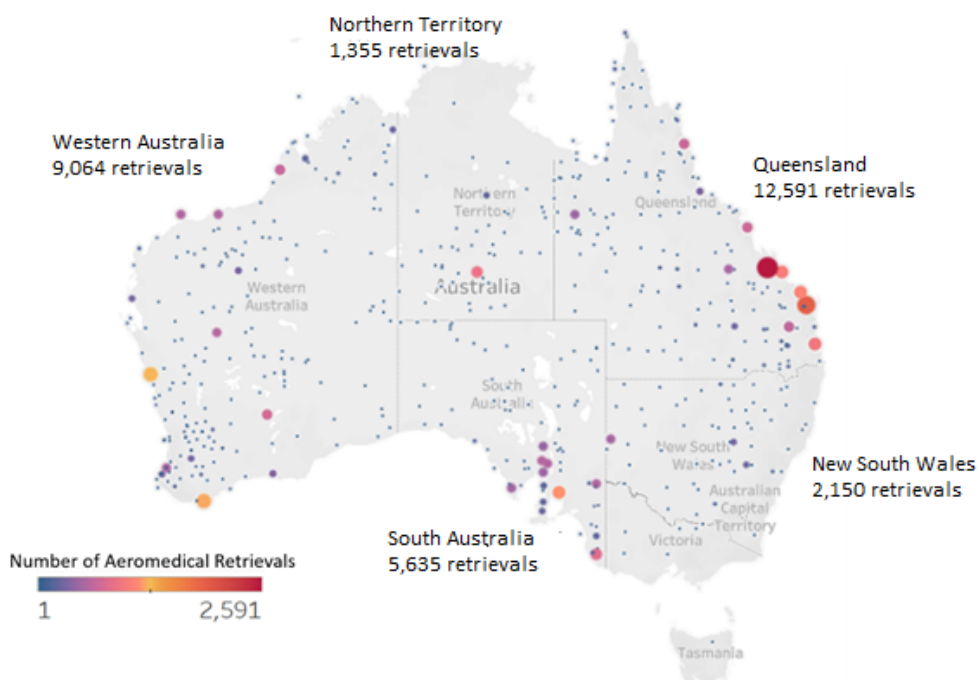 Northern Territory
1,355 retrievals
Western Australia
9,064 retrievals
Queensland
12,591 retrievals
Northern
Territory
Queensland
Western
Australia
Australia
South
Australia
New South
Wales
Australian
Capital
Territory
Victoria
New South Wales
2,150 retrievals
South Australia
5,635 retrievals
Number of Aeromedical Retrievals
1
2,591
Tasmania